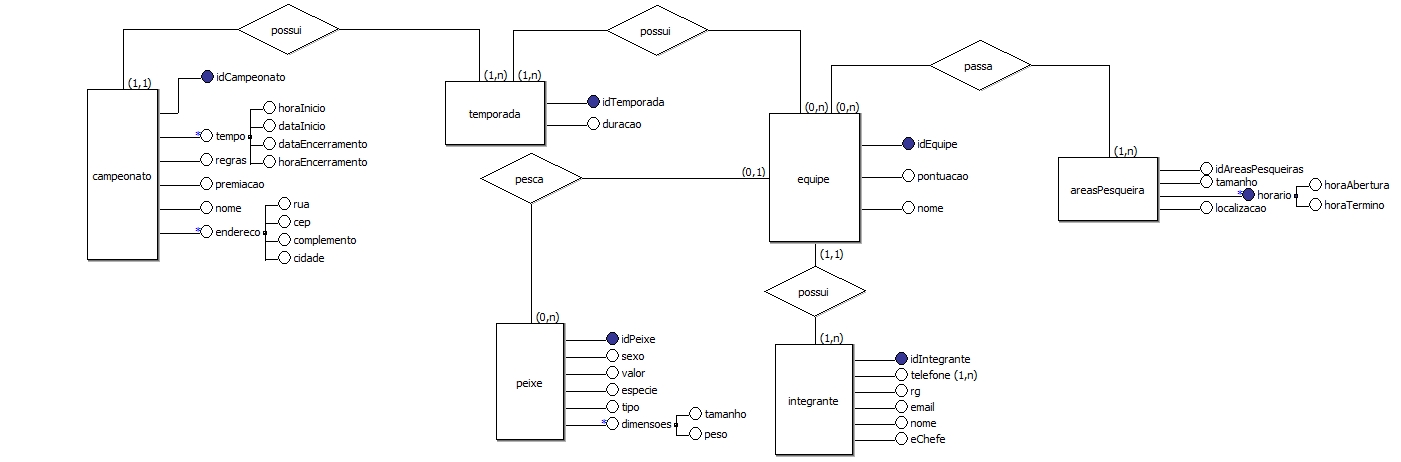 possui
possui
passa
(1,1)
(1,n)
(1,n)
(0,n)
(0,n)
(1,n)
campeonato
idCampeonato
* tempo
horaInicio
dataInicio
dataEncerramento
horaEncerramento
regras
premiacao
nome
* endereco
rua
cep
complemento
cidade
temporada
idTemporada
duracao
pesca
(0,1)
equipe
idEquipe
pontuacao
nome
areasPesqueira
idAreasPesqueiras
tamanho
* horario
horaAbertura
horaTermino
localizacao
(1,1)
possui
(1,n)
(0,n)
peixe
idPeixe
sexo
valor
especie
tipo
* dimensoes
tamanho
peso
integrante
idIntegrante
telefone (1,n)
rg
email
nome
eChefe